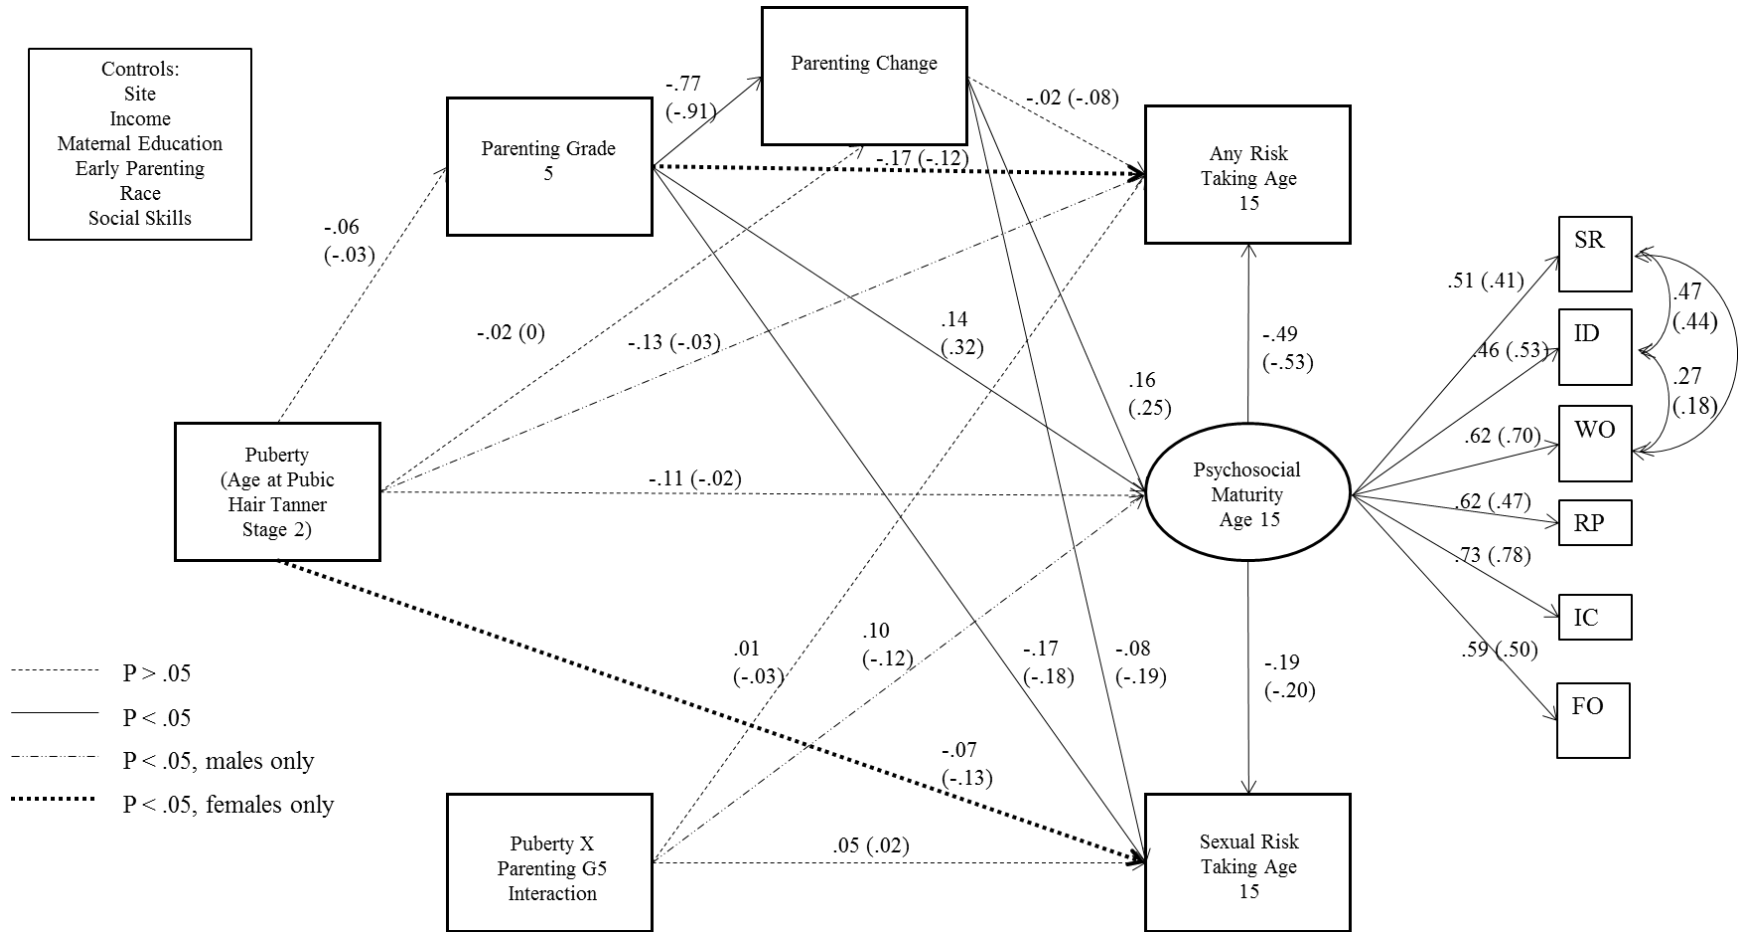 Controls:
Site
Income
Maternal Education
Early Parenting
Race
Social Skills
Parenting Change
-.77
(-.91)
-.02 (-.08)
Parenting Grade
5
-.17 (-.12)
Any Risk
Taking Age
15
-.06
(-.03)
-.02 (0)
-.13 (-.03)
.14
(.32)
.16
(.25)
-.49
(-.53)
.51 (.41)
.46 (.53)
.62 (.70)
.62 (.47)
.73 (.78)
.59 (.50)
SR
ID
WO
RP
IC
FO
.47
(.44)
.27
(.18)
Puberty
(Age at Pubic
Hair Tanner
Stage 2)
-.11 (-.02)
Psychosocial
Maturity
Age 15
.01
(-.03)
.10
(-.12)
-.17
(-.18)
-.08
(-.19)
-.19
(-.20)
-.07
(-.13)
P > .05
P < .05
P < .05, males only
P < .05, females only
Puberty X
Parenting G5
Interaction
.05 (.02)
Sexual Risk
Taking Age
15